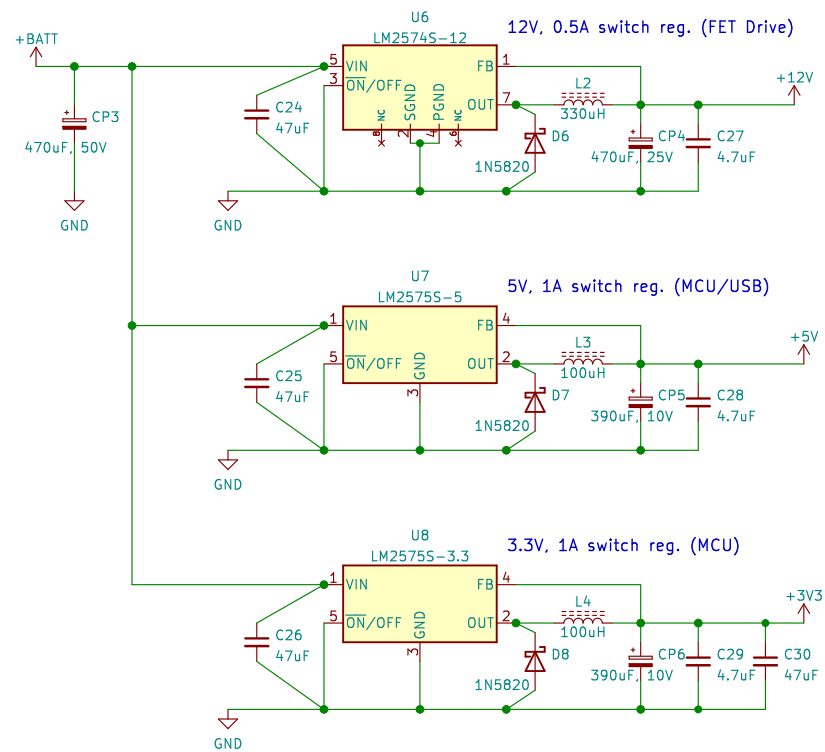 U6
12V, 0.5A switch reg. (FET Drive)
+BATT
LM2574S-12
5 VIN FB 1
3 ON/OFF
+12V
L2
SGND PGND OUT 7
C24
47uF
330uH
CP3
470uF, 50V
NC NC
8 2 4 6
D6
CP4 C27
470uF, 25V 4.7uF
1N5820
GND GND
U7
5V, 1A switch reg. (MCU/USB)
LM2575S-5
1 VIN FB 4
+5V
L3
5 ON/OFF GND OUT 2
C25
47uF
100uH
3
D7
CP5 C28
390uF, 10V 4.7uF
1N5820
GND
U8
3.3V, 1A switch reg. (MCU)
LM2575S-3.3
1 VIN FB 4
+3V3
L4
5 ON/OFF GND OUT 2
C26
47uF
100uH
3
D8
CP6 C29 C30
390uF, 10V 4.7uF 47uF
1N5820
GND